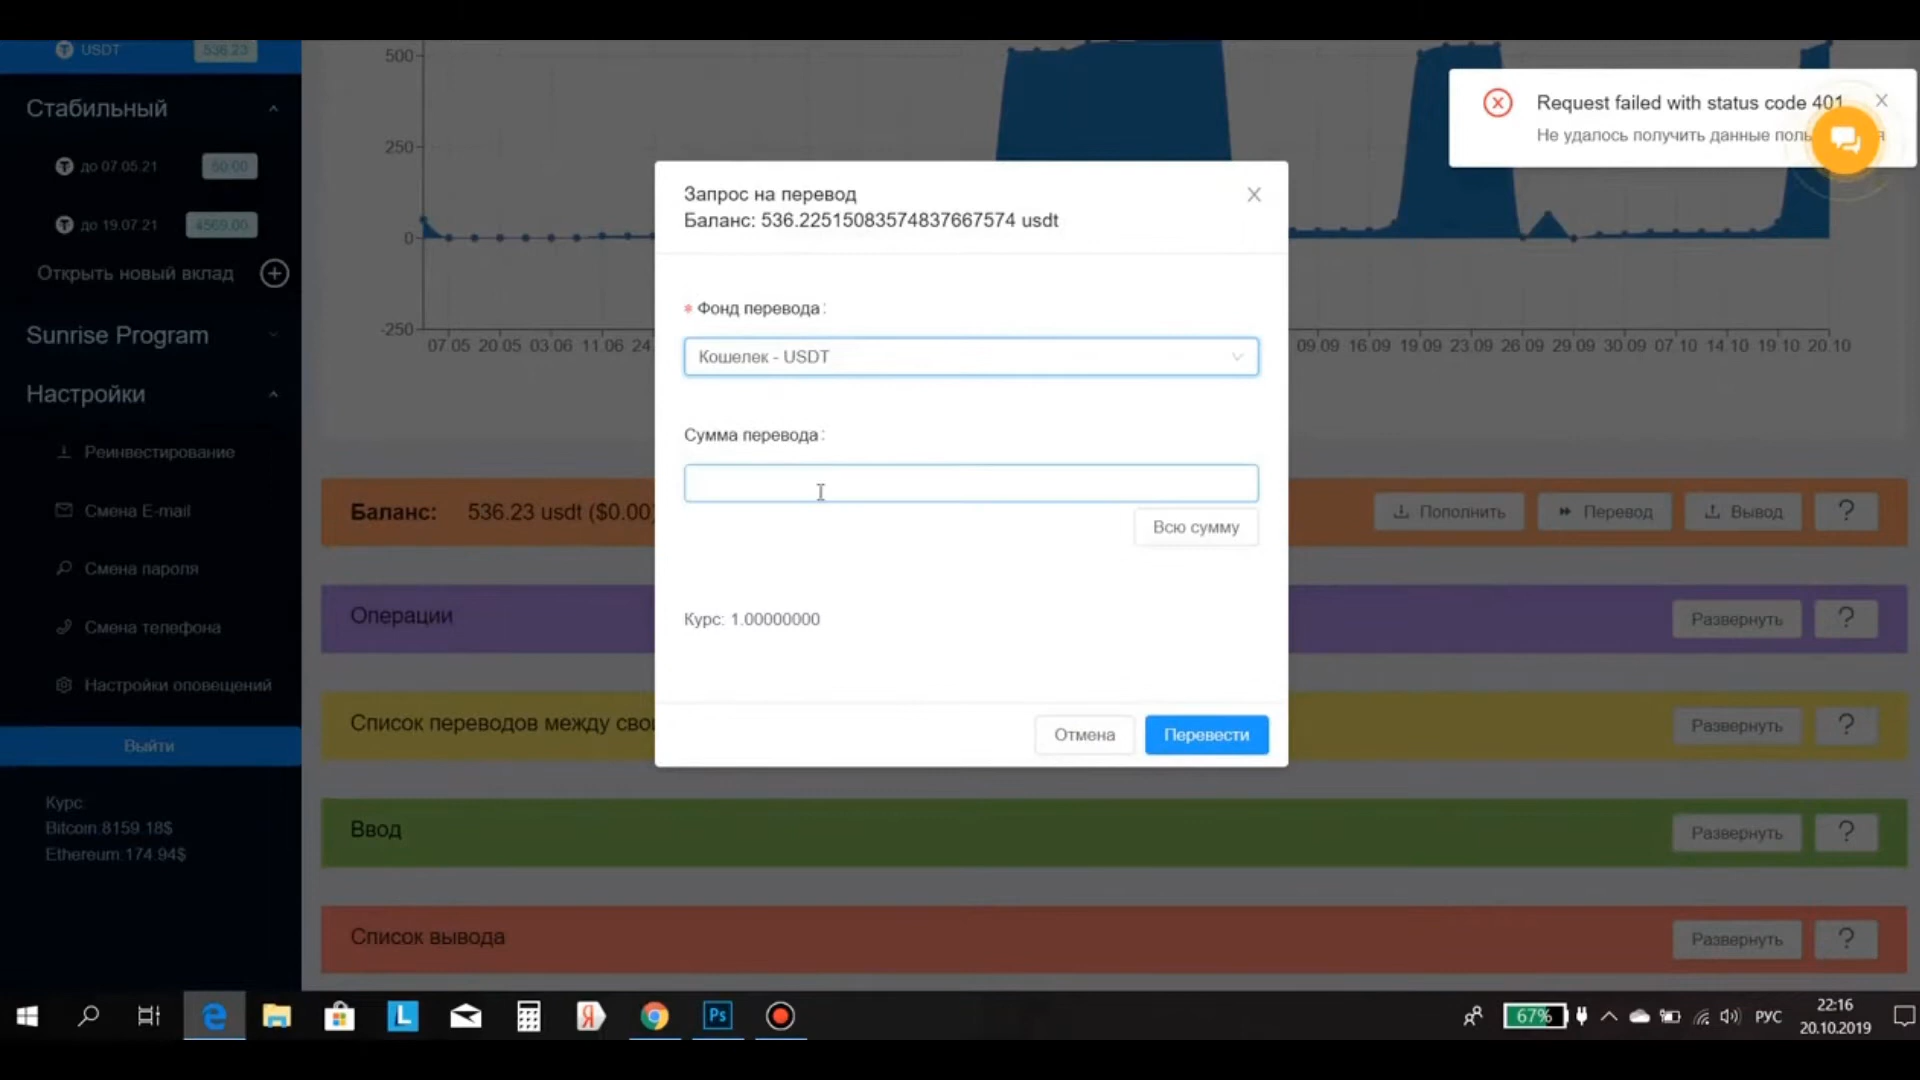 USDT 536.23
Стабильный
до 07.05.21 50.00
до 19.07.21 4569.00
Открыть новый вклад
Sunrise Program
Настройки
Реинвестирование
Смена E-mail
Смена пароля
Смена телефона
Настройки оповещений
Выйти
Курс
Bitcoin:8159.18$
Ethereum:174.94$
500
250
0
-250
07.05 20.05 03.06 11.06 24
09.09 16.09 19.09 23.09 26.09 29.09 30.09 07.10 14.10 19.10 20.10
Request failed with status code 401
Не удалось получить данные
Запрос на перевод
Баланс: 536.22515083574837667574 usdt
* Фонд перевода:
Кошелек - USDT
Сумма перевода:
Всю сумму
Курс: 1.00000000
Отмена Перевести
Баланс: 536.23 usdt ($0.00) Пополнить Перевод Вывод ?
Операции Развернуть ?
Список переводов между Развернуть ?
Ввод Развернуть ?
Список вывода Развернуть ?
L Я Ps 67% РУС 22:16
20.10.2019